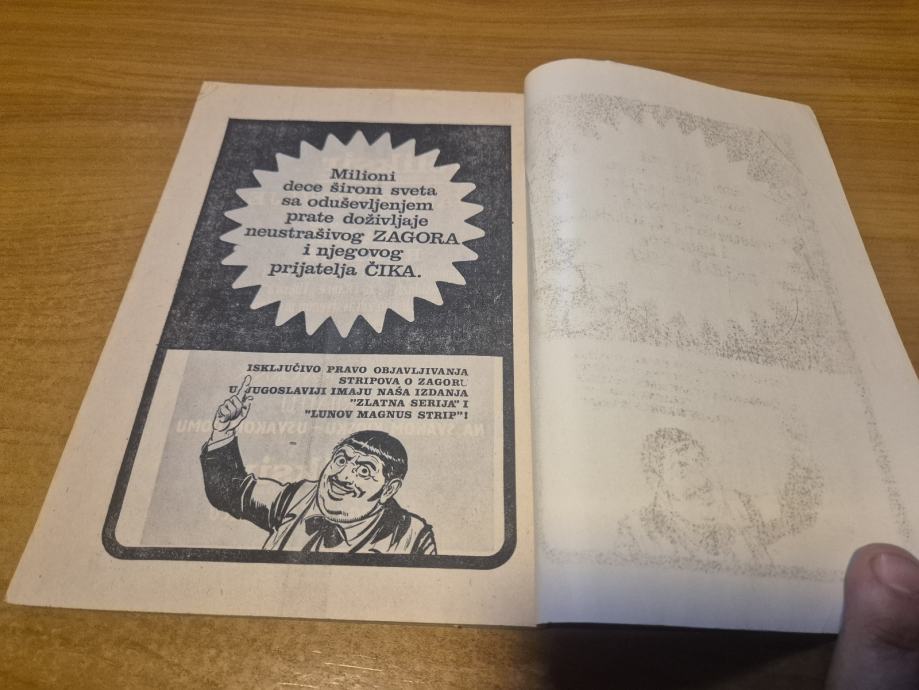 Milioni
dece širom sveta
sa oduševljenjem
prate doživljaje
neustrašivog ZAGORA
i njegovog
prijatelja ČIKA.
ISKLJUČIVO PRAVO OBJAVLJIVANJA
STRIPOVA O ZAGORU
U JUGOSLAVIJI IMAJU NAŠA IZDANJA
"ZLATNA SERIJA" I
"LUNOV MAGNUS STRIP"!